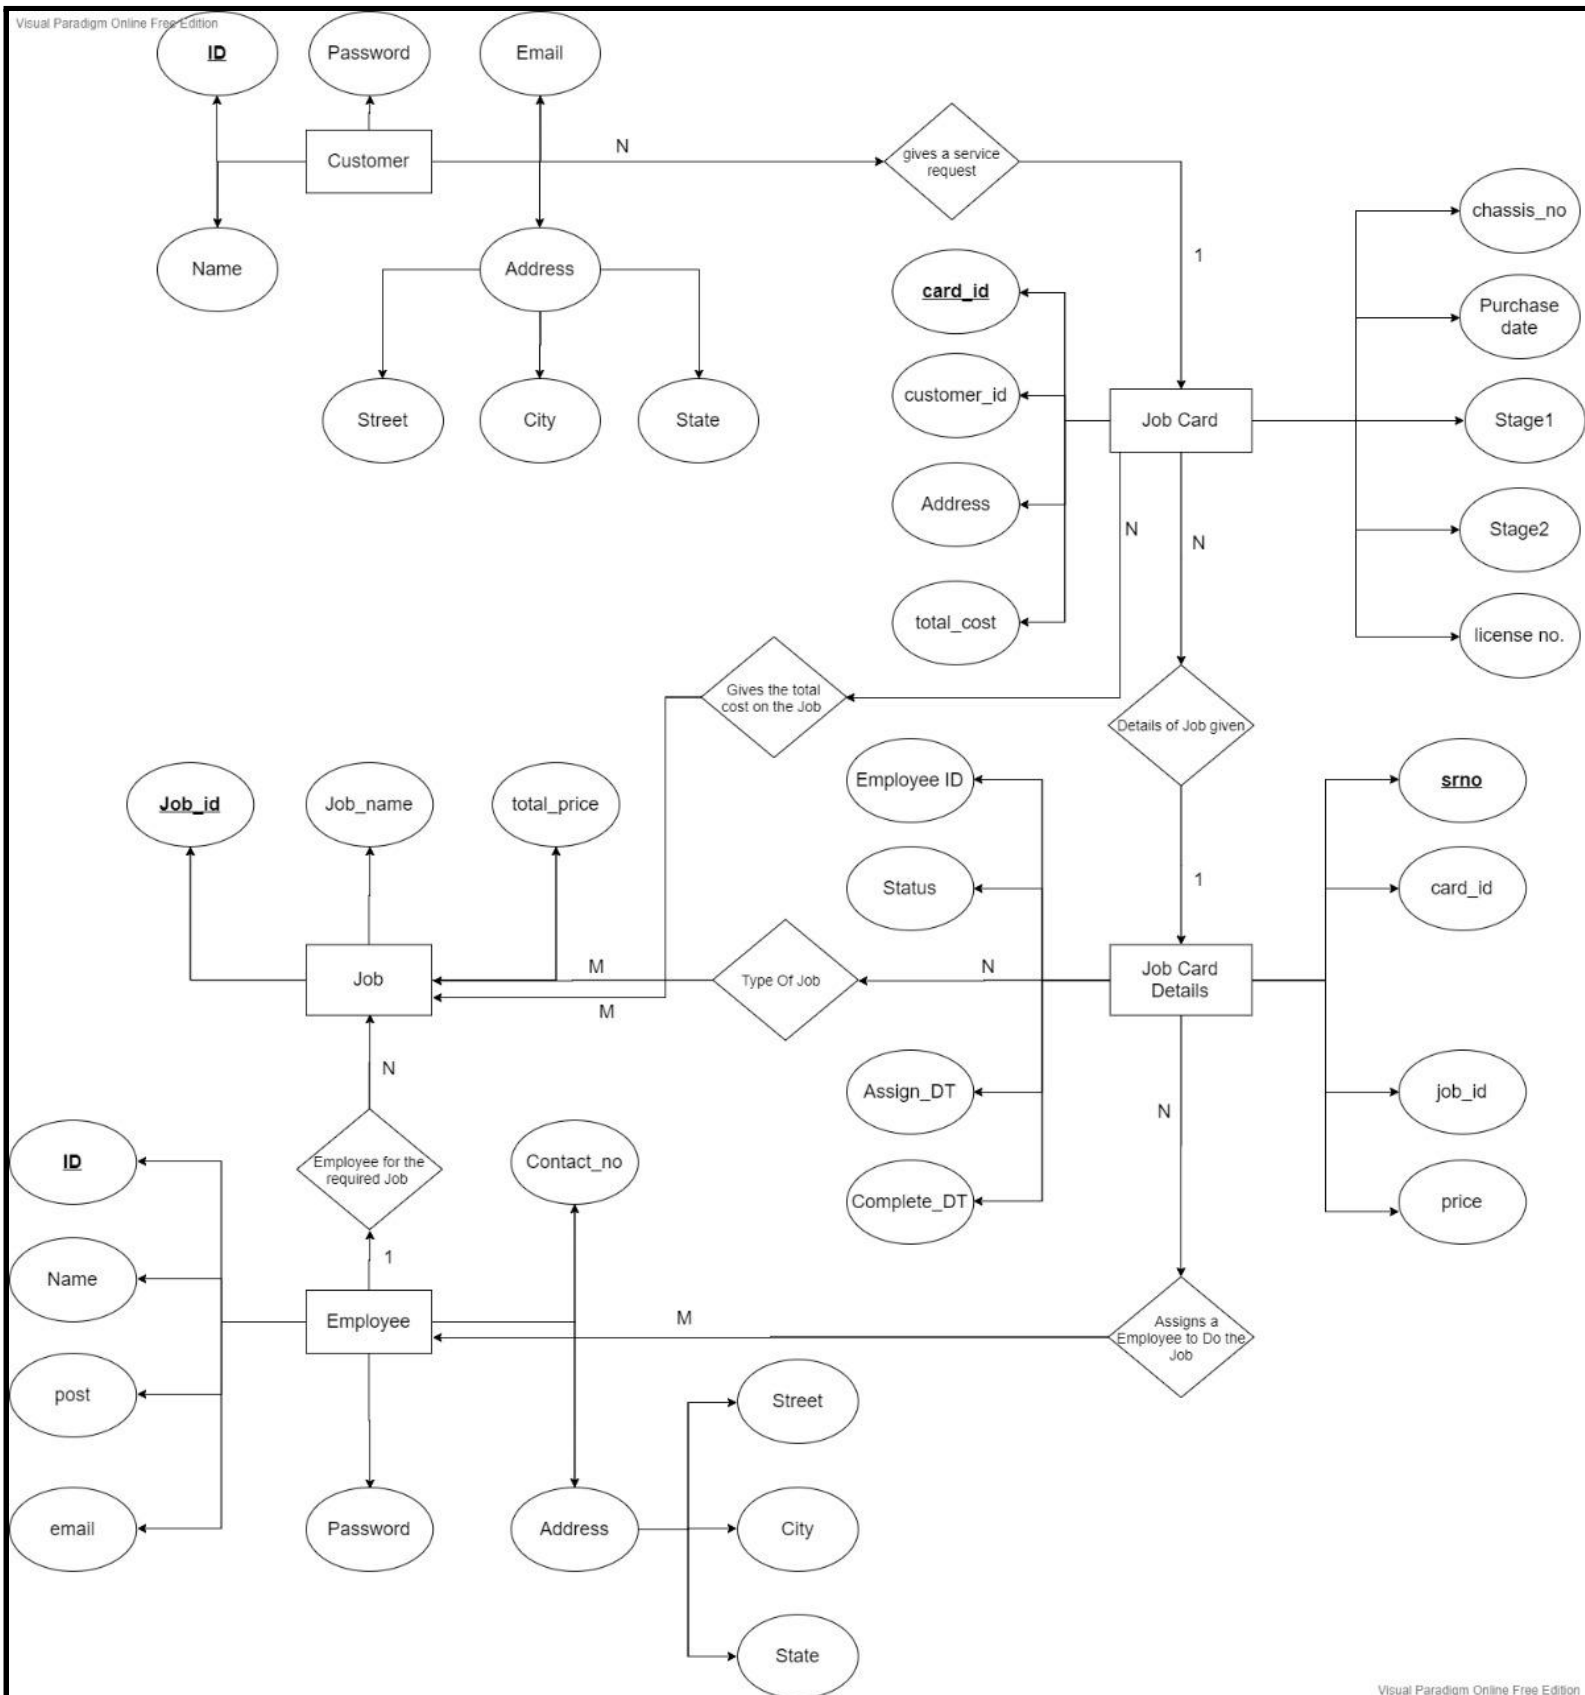 Visual Paradigm Online Free Edition
ID
Password
Email
Customer
N
gives a service
request
Name
Address
1
chassis_no
card_id
Purchase
date
Street
City
State
customer_id
Job Card
Stage1
Address
N
N
Stage2
total_cost
license no.
Gives the total
cost on the Job
Details of Job given
Job_id
Job_name
total_price
Employee ID
srno
Status
1
card_id
Job
M
Type Of Job
N
Job Card
Details
M
N
Assign_DT
job_id
N
ID
Employee for the
required Job
Contact_no
Complete_DT
price
1
Name
Employee
M
Assigns a
Employee to Do the
Job
post
Street
email
Password
Address
City
State
Visual Paradigm Online Free Edition